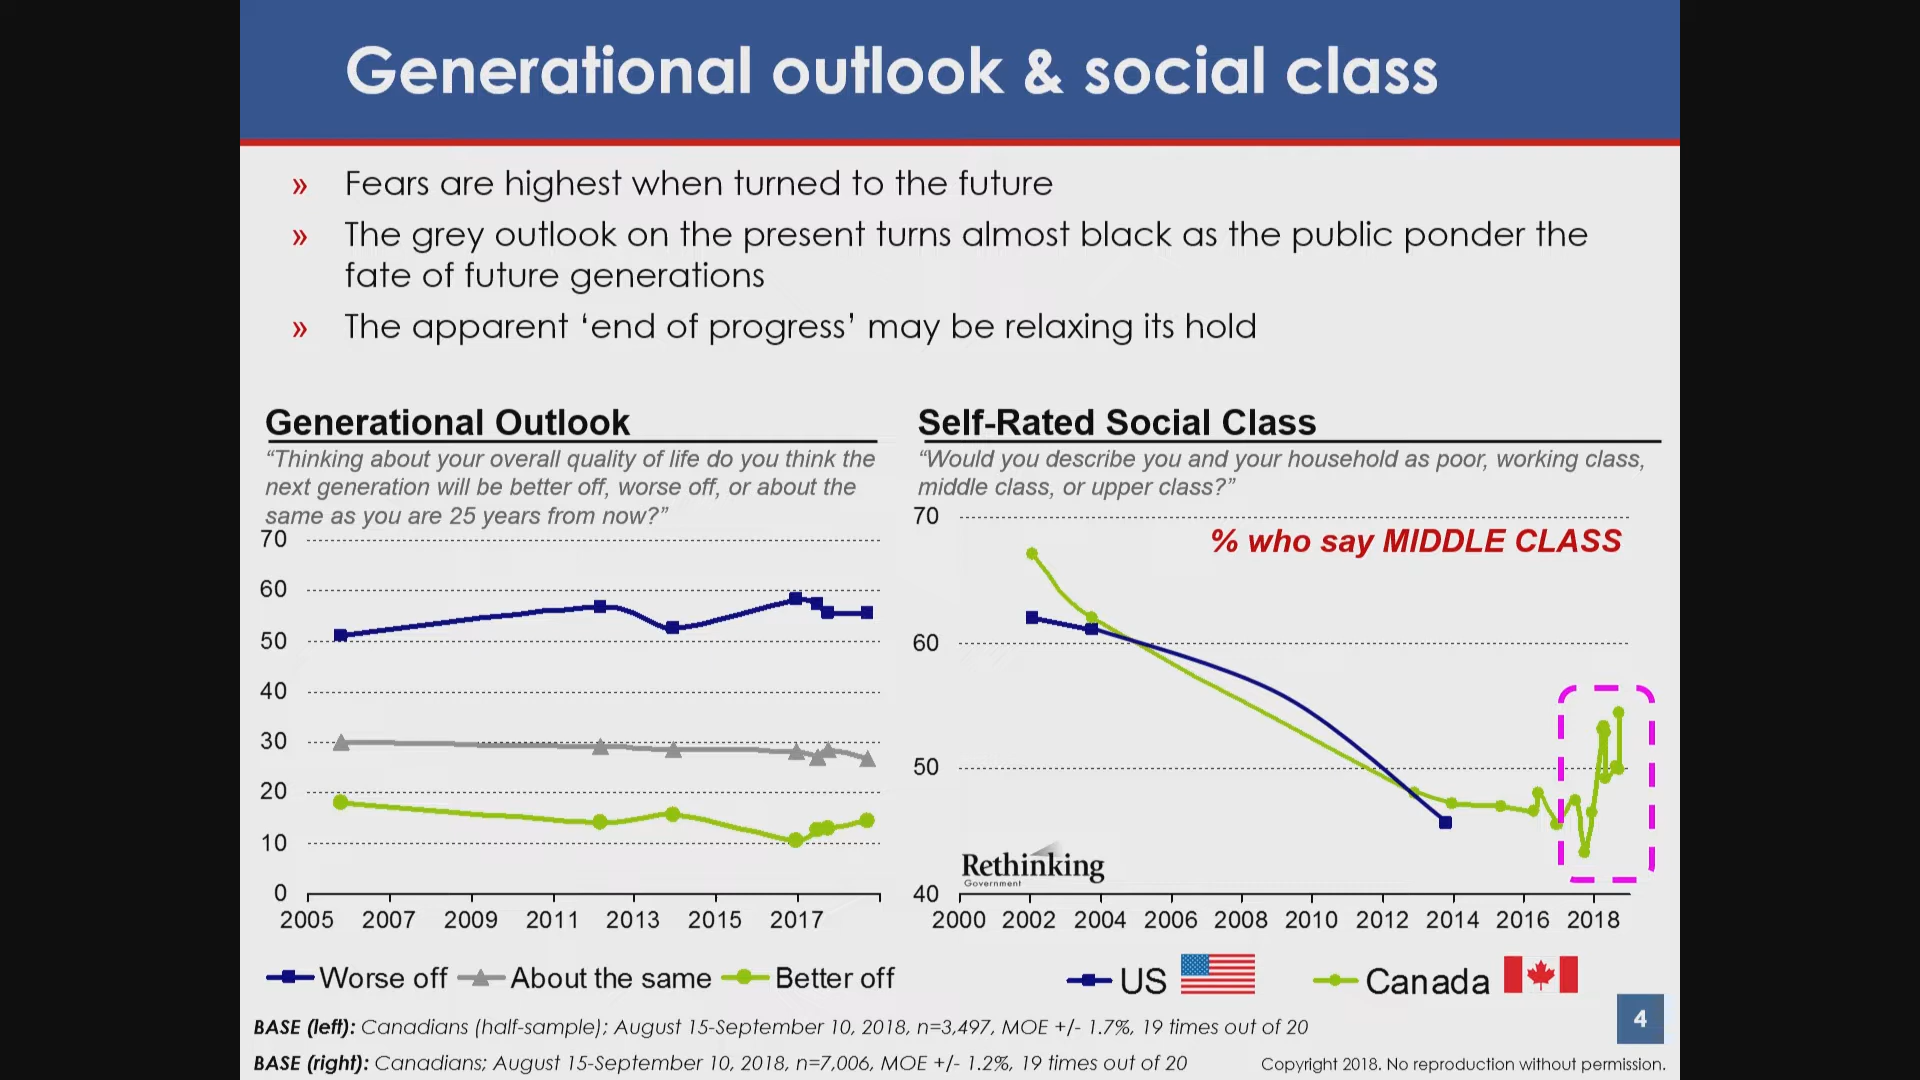 Generational outlook & social class
» Fears are highest when turned to the future
» The grey outlook on the present turns almost black as the public ponder the
fate of future generations
» The apparent ‘end of progress’ may be relaxing its hold
Generational Outlook
“Thinking about your overall quality of life do you think the
next generation will be better off, worse off, or about the
same as you are 25 years from now?”
70
60
50
40
30
20
10
0
2005 2007 2009 2011 2013 2015 2017
Worse off About the same Better off
Self-Rated Social Class
“Would you describe you and your household as poor, working class,
middle class, or upper class?”
% who say MIDDLE CLASS
70
60
50
40
Rethinking
Government
2000 2002 2004 2006 2008 2010 2012 2014 2016 2018
US Canada
BASE (left): Canadians (half-sample); August 15-September 10, 2018, n=3,497, MOE +/- 1.7%, 19 times out of 20
4
BASE (right): Canadians; August 15-September 10, 2018, n=7,006, MOE +/- 1.2%, 19 times out of 20
Copyright 2018. No reproduction without permission.